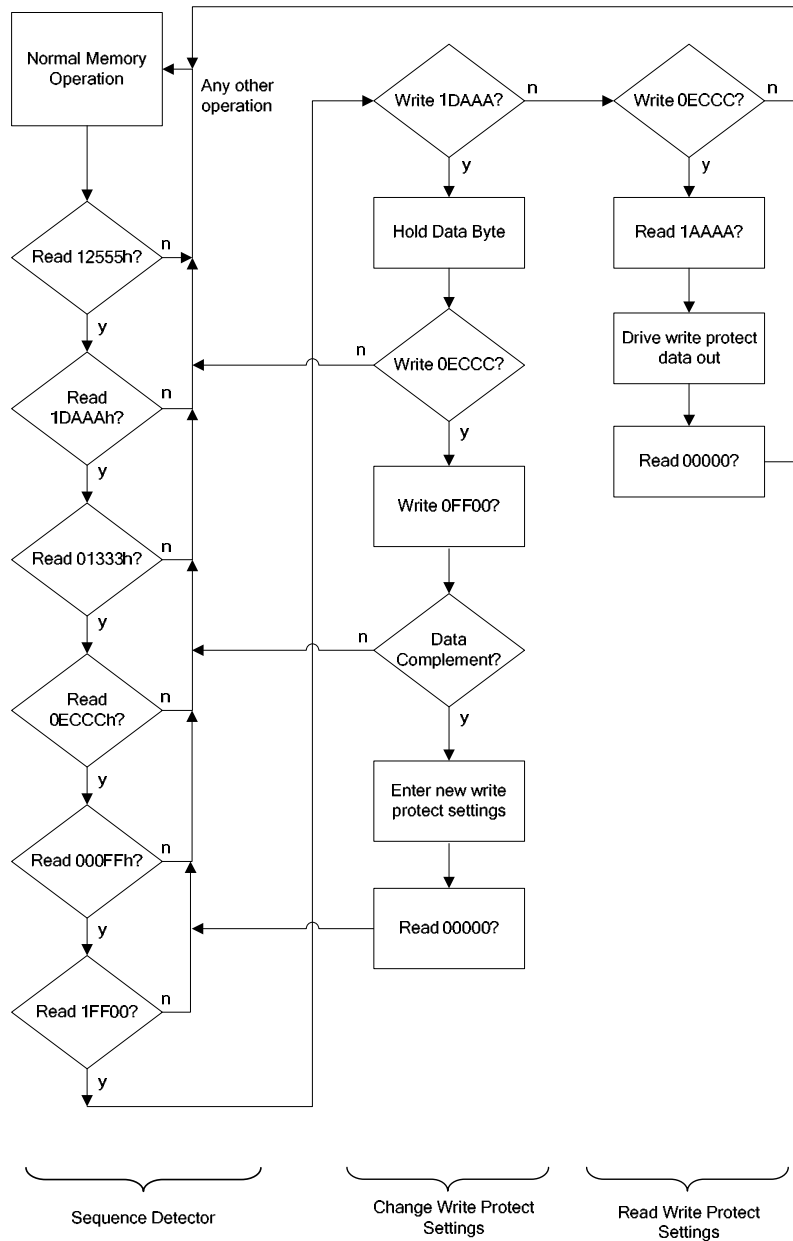 Normal Memory
Operation
Any other
operation
Read 12555h?
n
y
Read
1DAAAh?
n
y
Read 01333h?
n
y
Read
0ECCCh?
n
y
Read 000FFh?
n
y
Read 1FF00?
n
y
Sequence Detector
Write 1DAAA?
n
y
Hold Data Byte
Write 0ECCC?
n
y
Write 0FF00?
Data
Complement?
n
y
Enter new write
protect settings
Read 00000?
Change Write Protect
Settings
Write 0ECCC?
n
y
Read 1AAAA?
Drive write protect
data out
Read 00000?
Read Write Protect
Settings